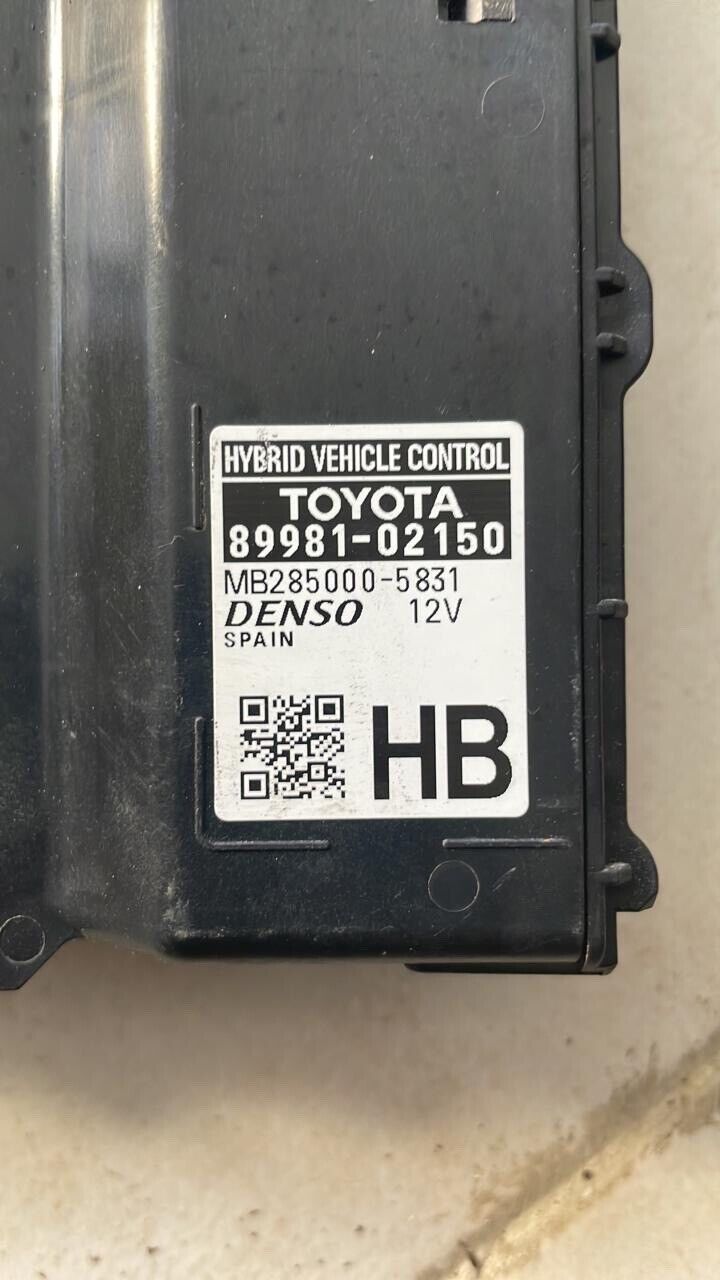 HYBRID VEHICLE CONTROL
TOYOTA
89981-02150
MB285000-5831
DENSO 12V
SPAIN
HB